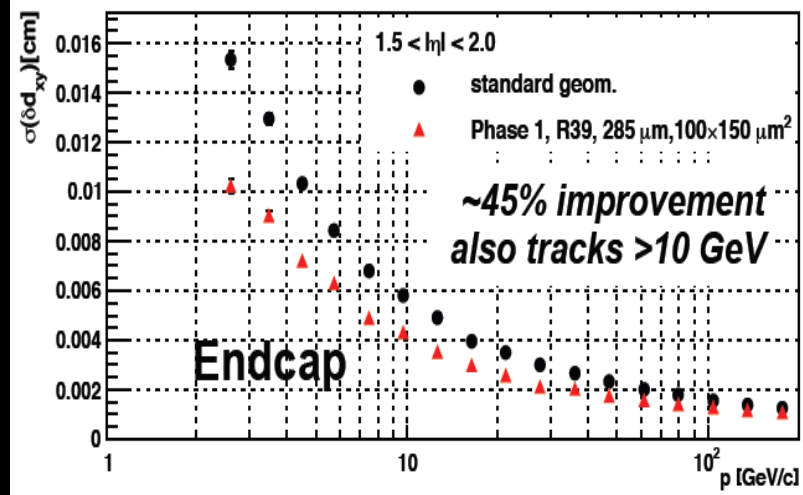 σ(δd_xy)[cm]
0.016
0.014
0.012
0.01
0.008
0.006
0.004
0.002
0
1.5 < |η| < 2.0
standard geom.
Phase 1, R39, 285 μm,100×150 μm²
~45% improvement
also tracks >10 GeV
Endcap
1
10
10²
p [GeV/c]